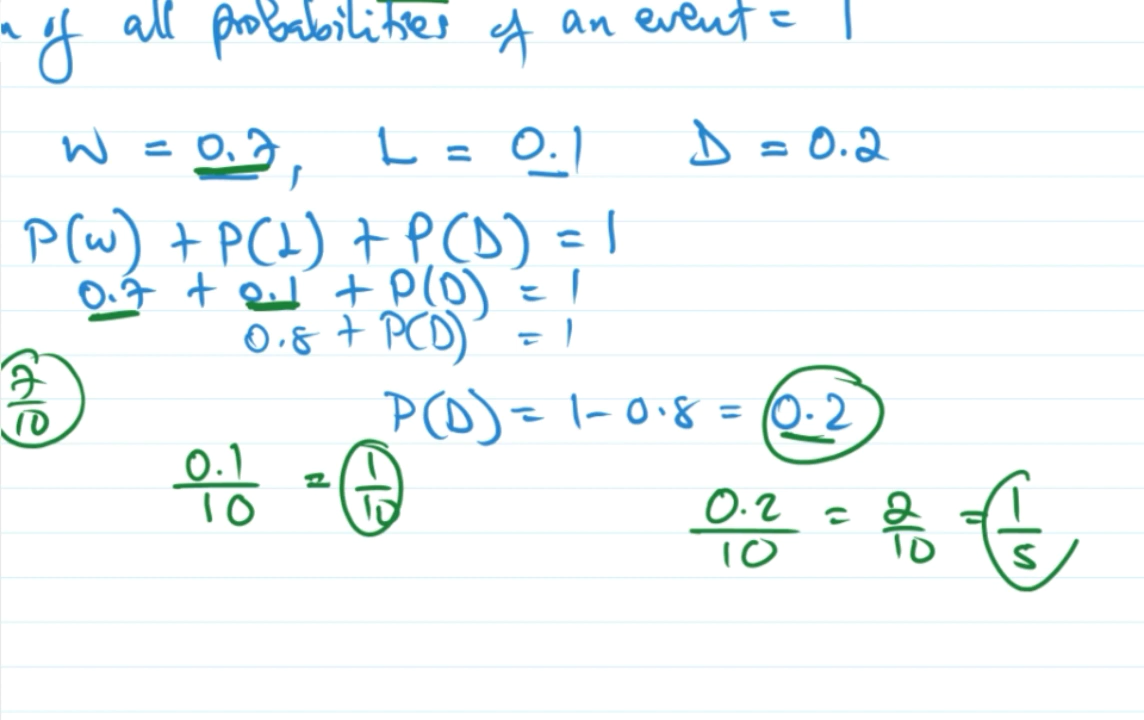 n of all probabilities of an event = 1
W = 0.7, L = 0.1 D = 0.2
P(W) + P(L) + P(D) = 1
0.7 + 0.1 + P(D) = 1
0.8 + P(D) = 1
7/10
P(D) = 1 - 0.8 = 0.2
0.1/10 = 1/10
0.2/10 = 2/10 = 1/5